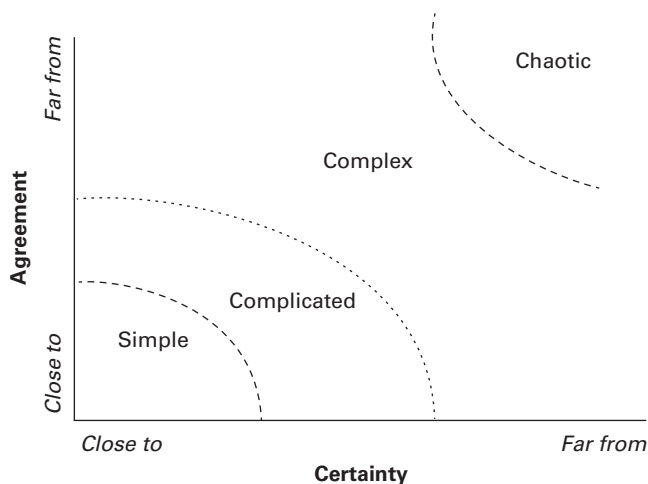 Far from
Chaotic
Complex
Agreement
Complicated
Simple
Close to
Close to
Far from
Certainty